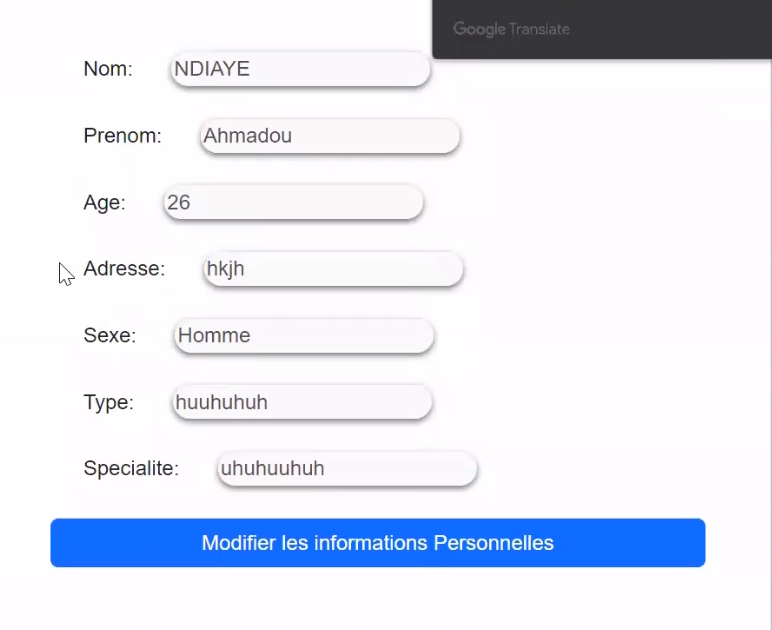 Google Translate
Nom: NDIAYE
Prenom: Ahmadou
Age: 26
Adresse: hkjh
Sexe: Homme
Type: huuhuhuh
Specialite: uhuhuuhuh
Modifier les informations Personnelles